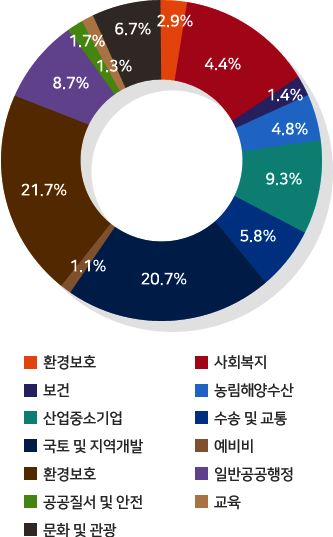 2.9%
4.4%
1.4%
4.8%
9.3%
5.8%
20.7%
1.1%
21.7%
8.7%
1.7%
1.3%
6.7%
환경보호 사회복지
보건 농림해양수산
산업중소기업 수송 및 교통
국토 및 지역개발 예비비
환경보호 일반공공행정
공공질서 및 안전 교육
문화 및 관광